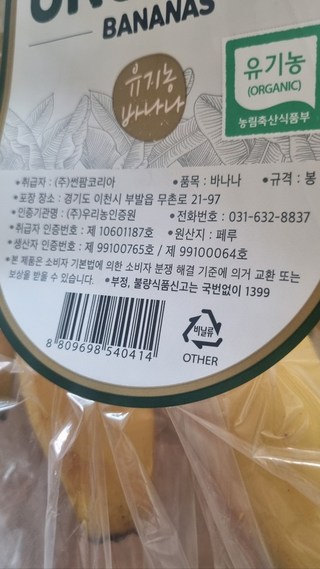 BANANAS
유기농
바나나
유기농
(ORGANIC)
농림축산식품부
• 취급자 : (주)썬팜코리아 • 품목 : 바나나 • 규격 : 봉
• 포장 장소 : 경기도 이천시 부발읍 무촌로 21-97
• 인증기관명 : (주)우리농인증원 • 전화번호 : 031-632-8837
• 취급자 인증번호 : 제 10601187호 • 원산지 : 페루
• 생산자 인증번호 : 제 99100765호 / 제 99100064호
• 본 제품은 소비자 기본법에 의한 소비자 분쟁 해결 기준에 의거 교환 또는
보상을 받을 수 있습니다. • 부정, 불량식품신고는 국번없이 1399
8 809698 540414
비닐류
OTHER